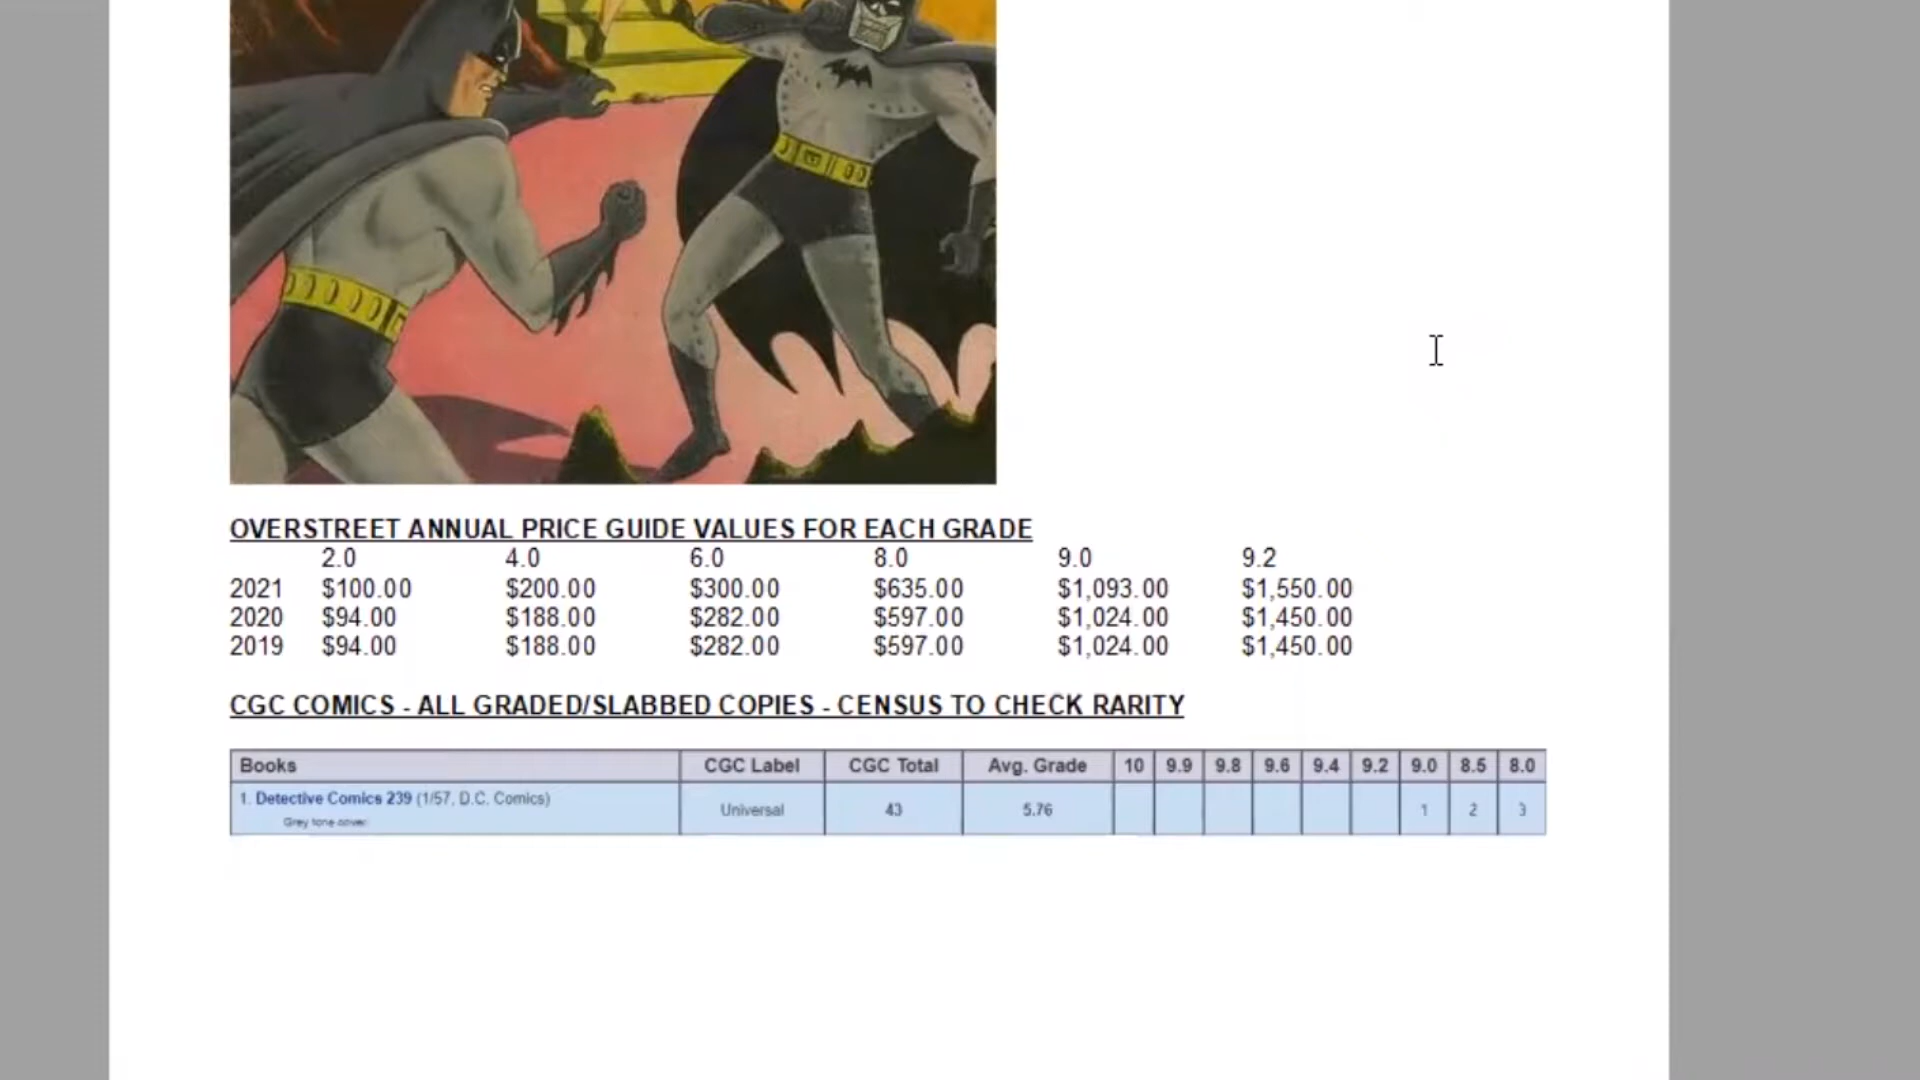 OVERSTREET ANNUAL PRICE GUIDE VALUES FOR EACH GRADE
2.0 4.0 6.0 8.0 9.0 9.2
2021 $100.00 $200.00 $300.00 $635.00 $1,093.00 $1,550.00
2020 $94.00 $188.00 $282.00 $597.00 $1,024.00 $1,450.00
2019 $94.00 $188.00 $282.00 $597.00 $1,024.00 $1,450.00
CGC COMICS - ALL GRADED/SLABBED COPIES - CENSUS TO CHECK RARITY
Books CGC Label CGC Total Avg. Grade 10 9.9 9.8 9.6 9.4 9.2 9.0 8.5 8.0
1. Detective Comics 239 (1/57, D.C. Comics) Universal 43 5.76 1 2 3
Grey tone cover.